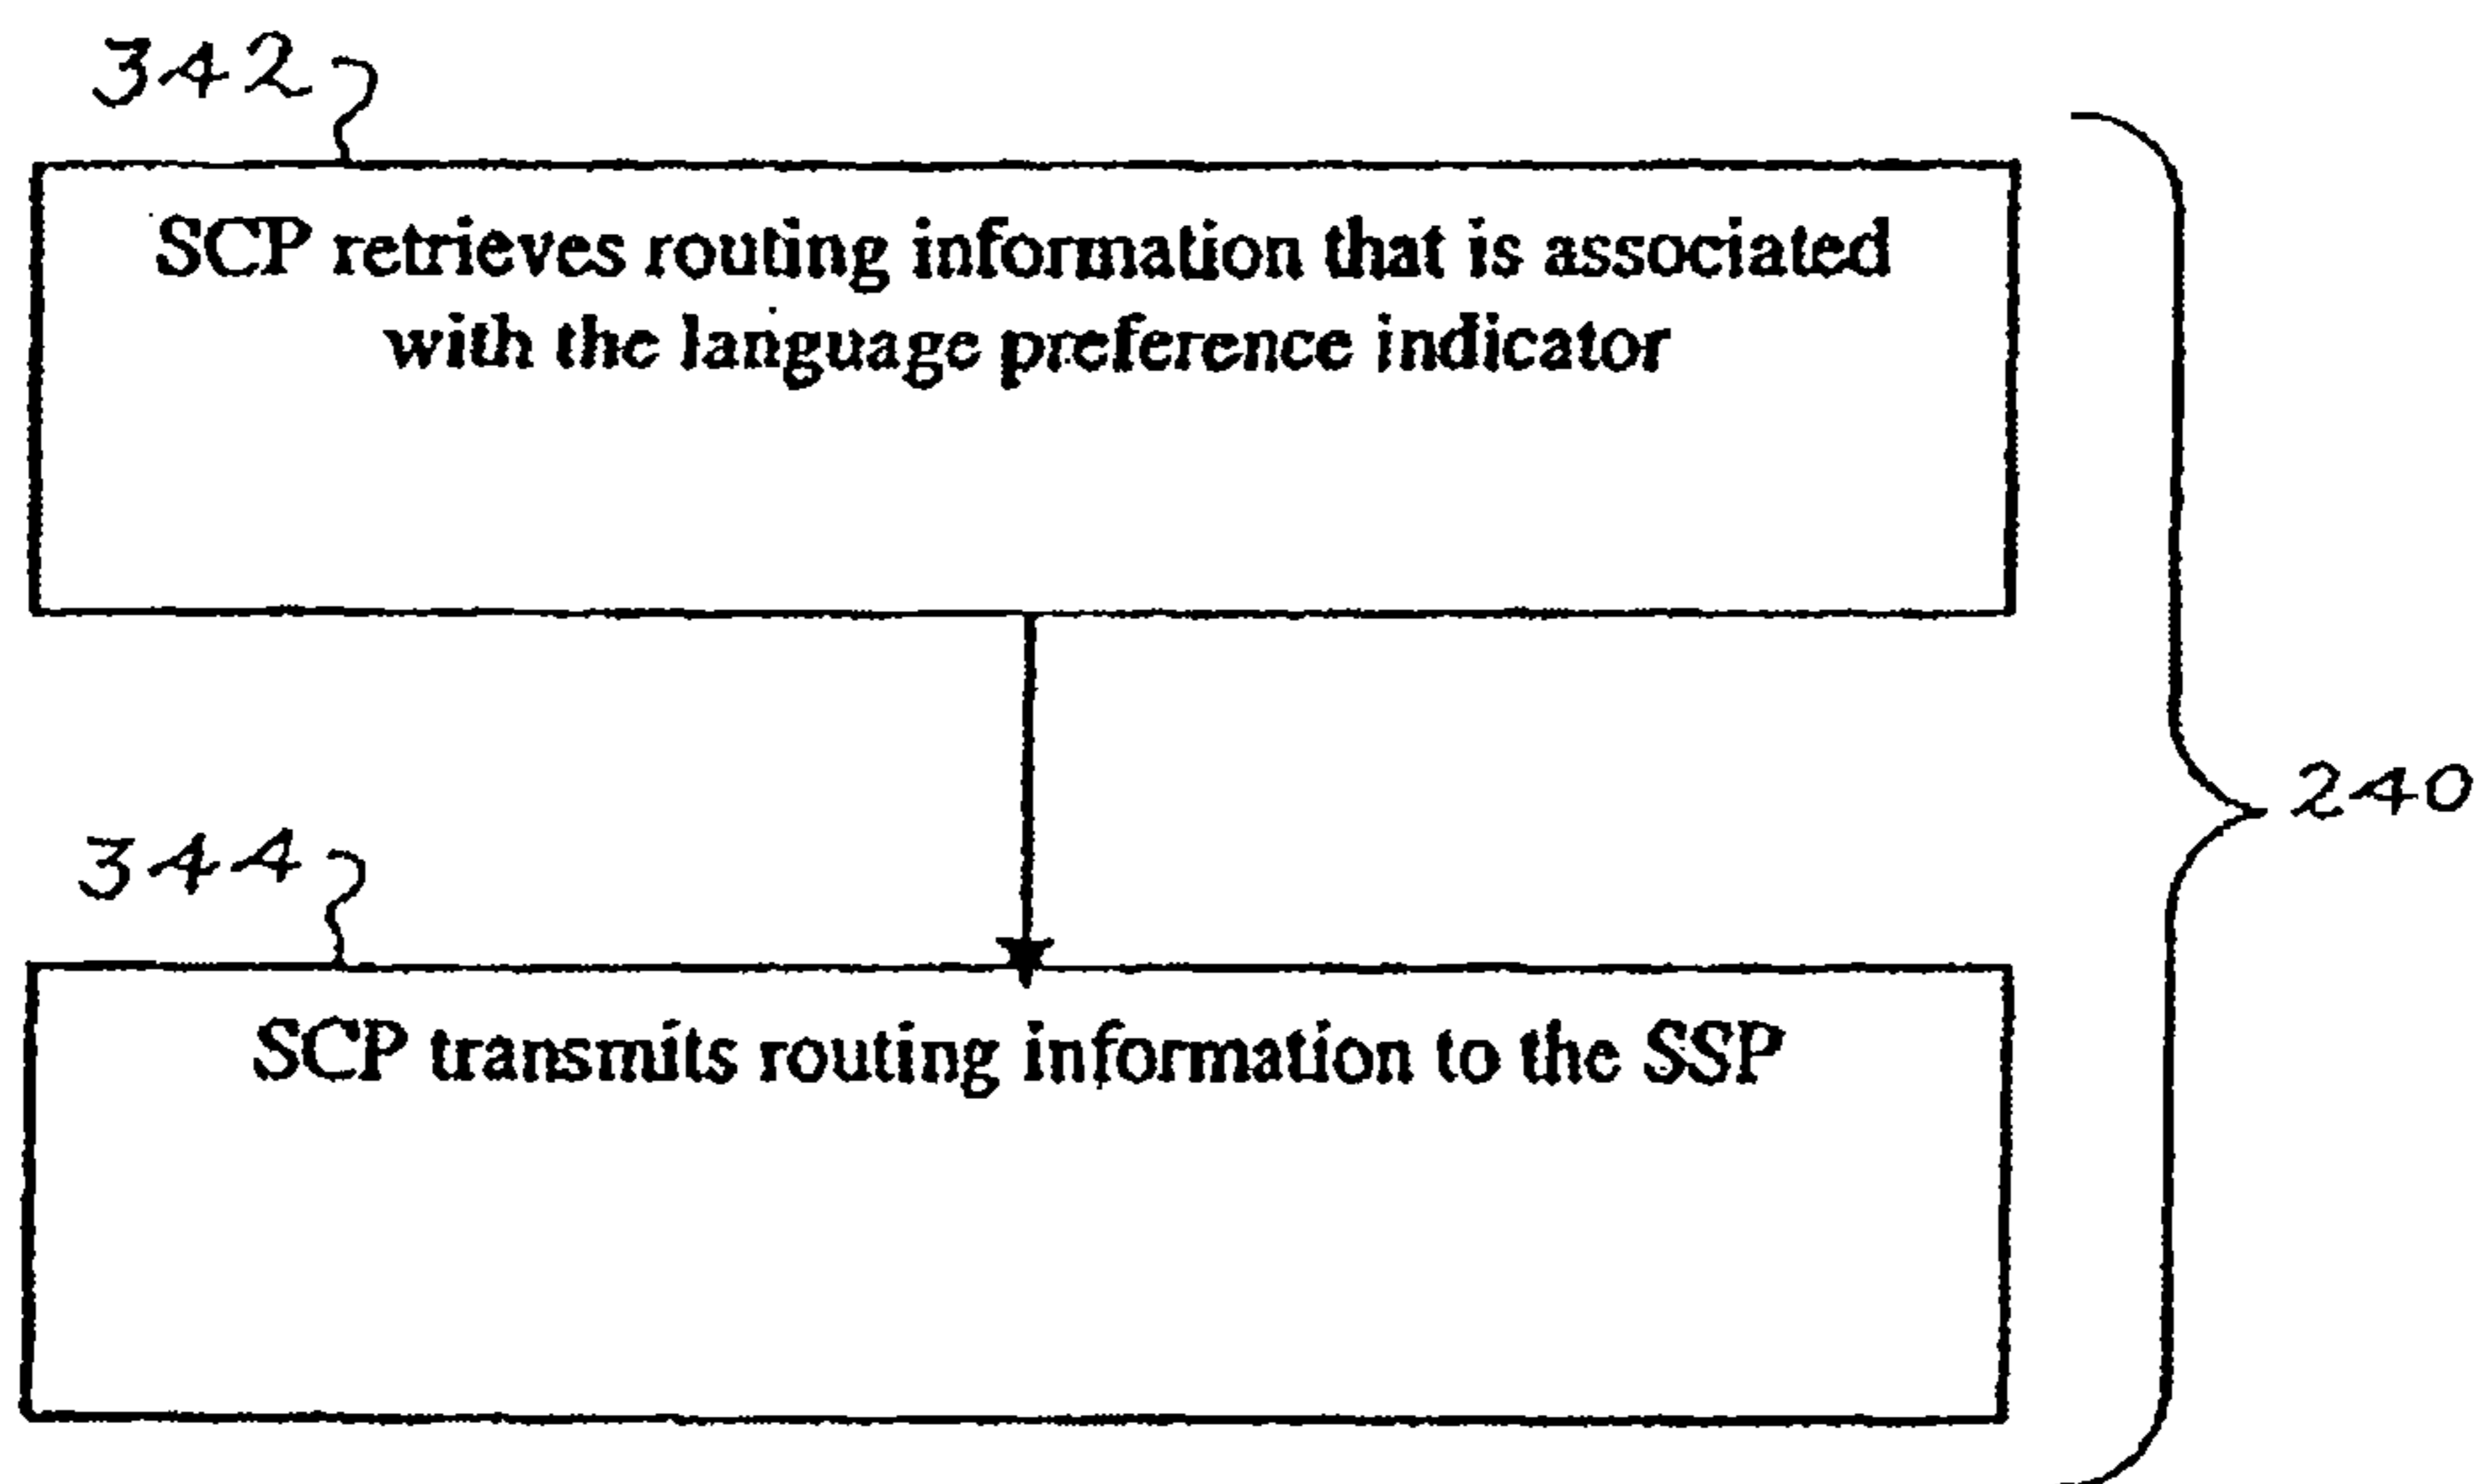 342
SCP retrieves routing information that is associated
with the language preference indicator
240
344
SCP transmits routing information to the SSP